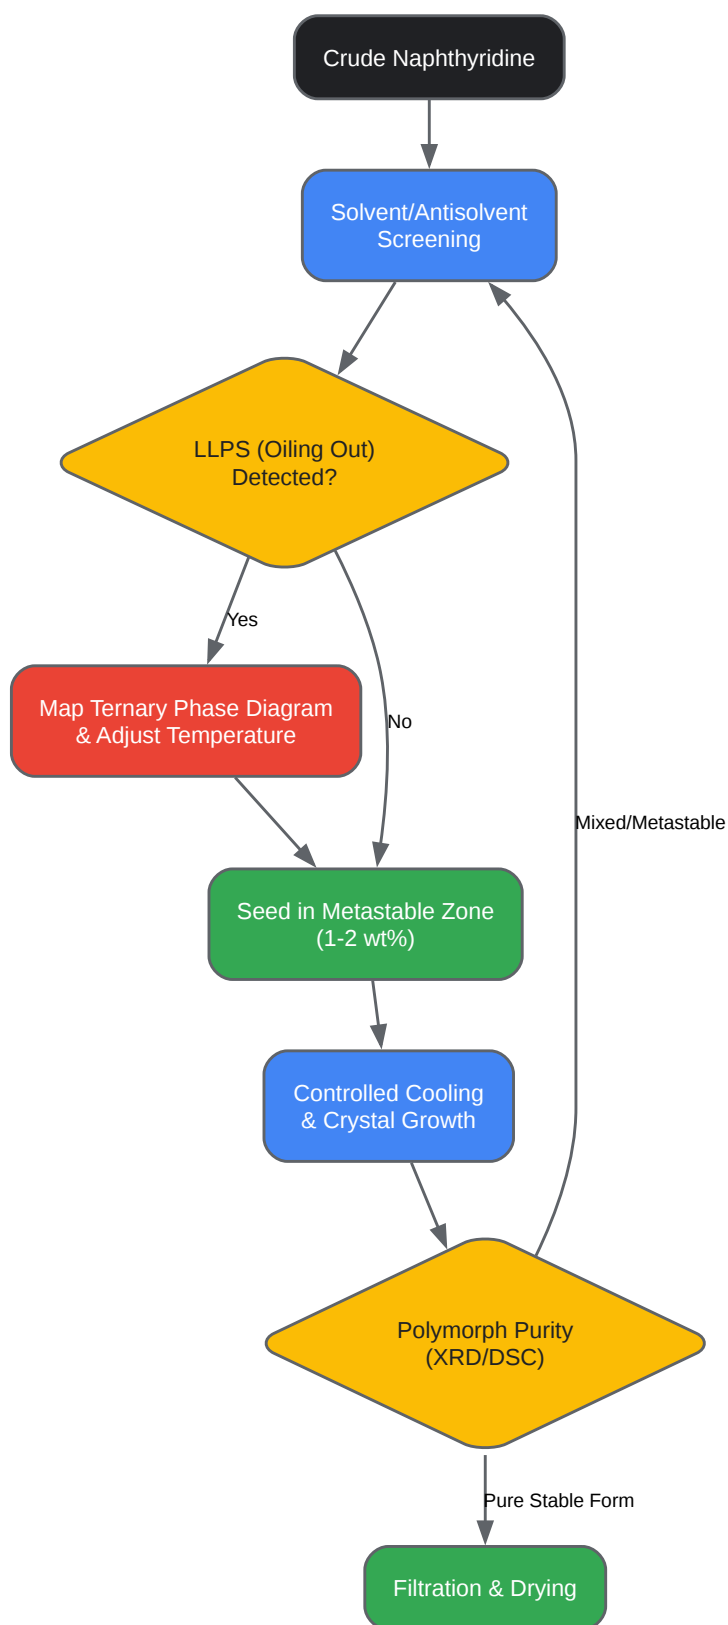 Crude Naphthyridine
Solvent/Antisolvent
Screening
LLPS (Oiling Out)
Detected?
Yes
Map Ternary Phase Diagram
& Adjust Temperature
No
Mixed/Metastable
Seed in Metastable Zone
(1-2 wt%)
Controlled Cooling
& Crystal Growth
Polymorph Purity
(XRD/DSC)
Pure Stable Form
Filtration & Drying